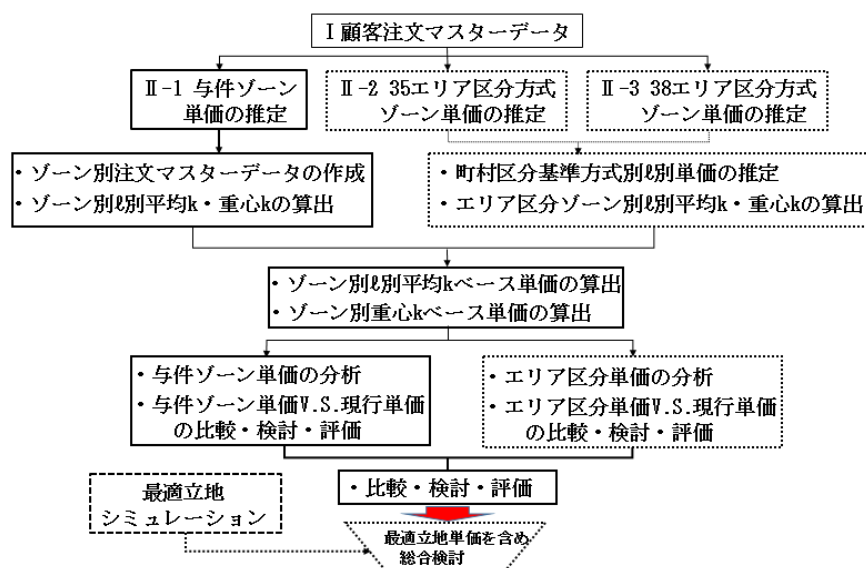 Ⅰ顧客注文マスターデータ
Ⅱ-1 与件ゾーン
単価の推定
Ⅱ-2 35エリア区分方式
ゾーン単価の推定
Ⅱ-3 38エリア区分方式
ゾーン単価の推定
・ゾーン別注文マスターデータの作成
・ゾーン別ℓ別平均k・重心kの算出
・町村区分基準方式別ℓ別単価の推定
・エリア区分ゾーン別ℓ別平均k・重心kの算出
・ゾーン別ℓ別平均kベース単価の算出
・ゾーン別重心kベース単価の算出
・与件ゾーン単価の分析
・与件ゾーン単価V.S.現行単価
の比較・検討・評価
・エリア区分単価の分析
・エリア区分単価V.S.現行単価
の比較・検討・評価
・比較・検討・評価
最適立地
シミュレーション
最適立地単価を含め
総合検討